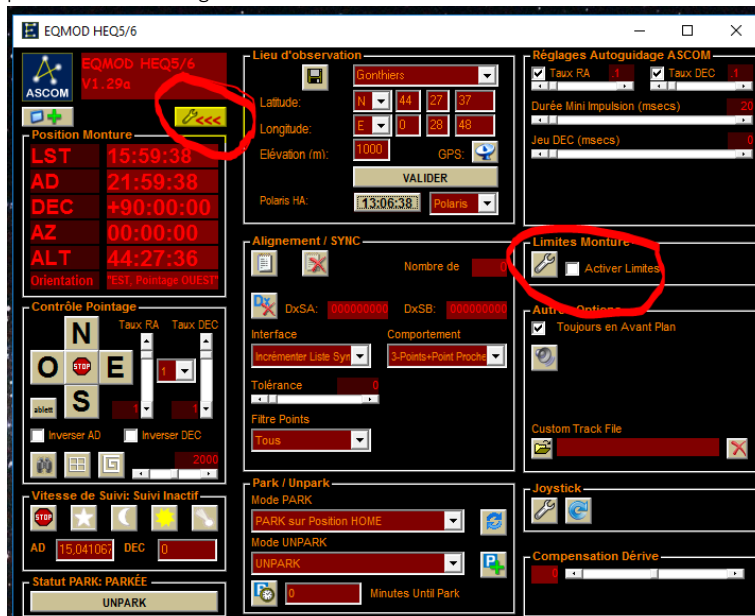 EQMOD HEQ5/6
ASCOM
EQMOD HEQ5/6
V1.29o
<<<
Position Monture
LST 15:59:38
AD 21:59:38
DEC +90:00:00
AZ 00:00:00
ALT 44:27:36
Orientation "EST, Pointage OUEST"
Contrôle Pointage
N
Taux RA Taux DEC
O STOP E
1
ablett S
1 1
Inverser AD Inverser DEC
2000
Vitesse de Suivi: Suivi Inactif
STOP
AD 15,041067 DEC 0
Statut PARK: PARKÉE
UNPARK
Lieu d'observation
Gonthiers
Latitude: N 44 27 37
Longitude: E 0 28 48
Elévation (m): 1000 GPS:
VALIDER
Polaris HA: 13:06:38 Polaris
Alignement / SYNC
Nombre de 0
Dx
DxSA: 000000000 DxSB: 000000000
Interface Comportement
Incrémenter Liste Syn 3-Points+Point Proche
Tolérance 0
Filtre Points
Tous
Park / Unpark
Mode PARK
PARK sur Position HOME
Mode UNPARK
UNPARK
0 Minutes Until Park
Réglages Autoguidage ASCOM
Taux RA .1 Taux DEC .1
Durée Mini Impulsion (msecs) 20
Jeu DEC (msecs) 0
Limites Monture
Activer Limites
Autres Options
Toujours en Avant Plan
Custom Track File
Joystick
Compensation Dérive
0